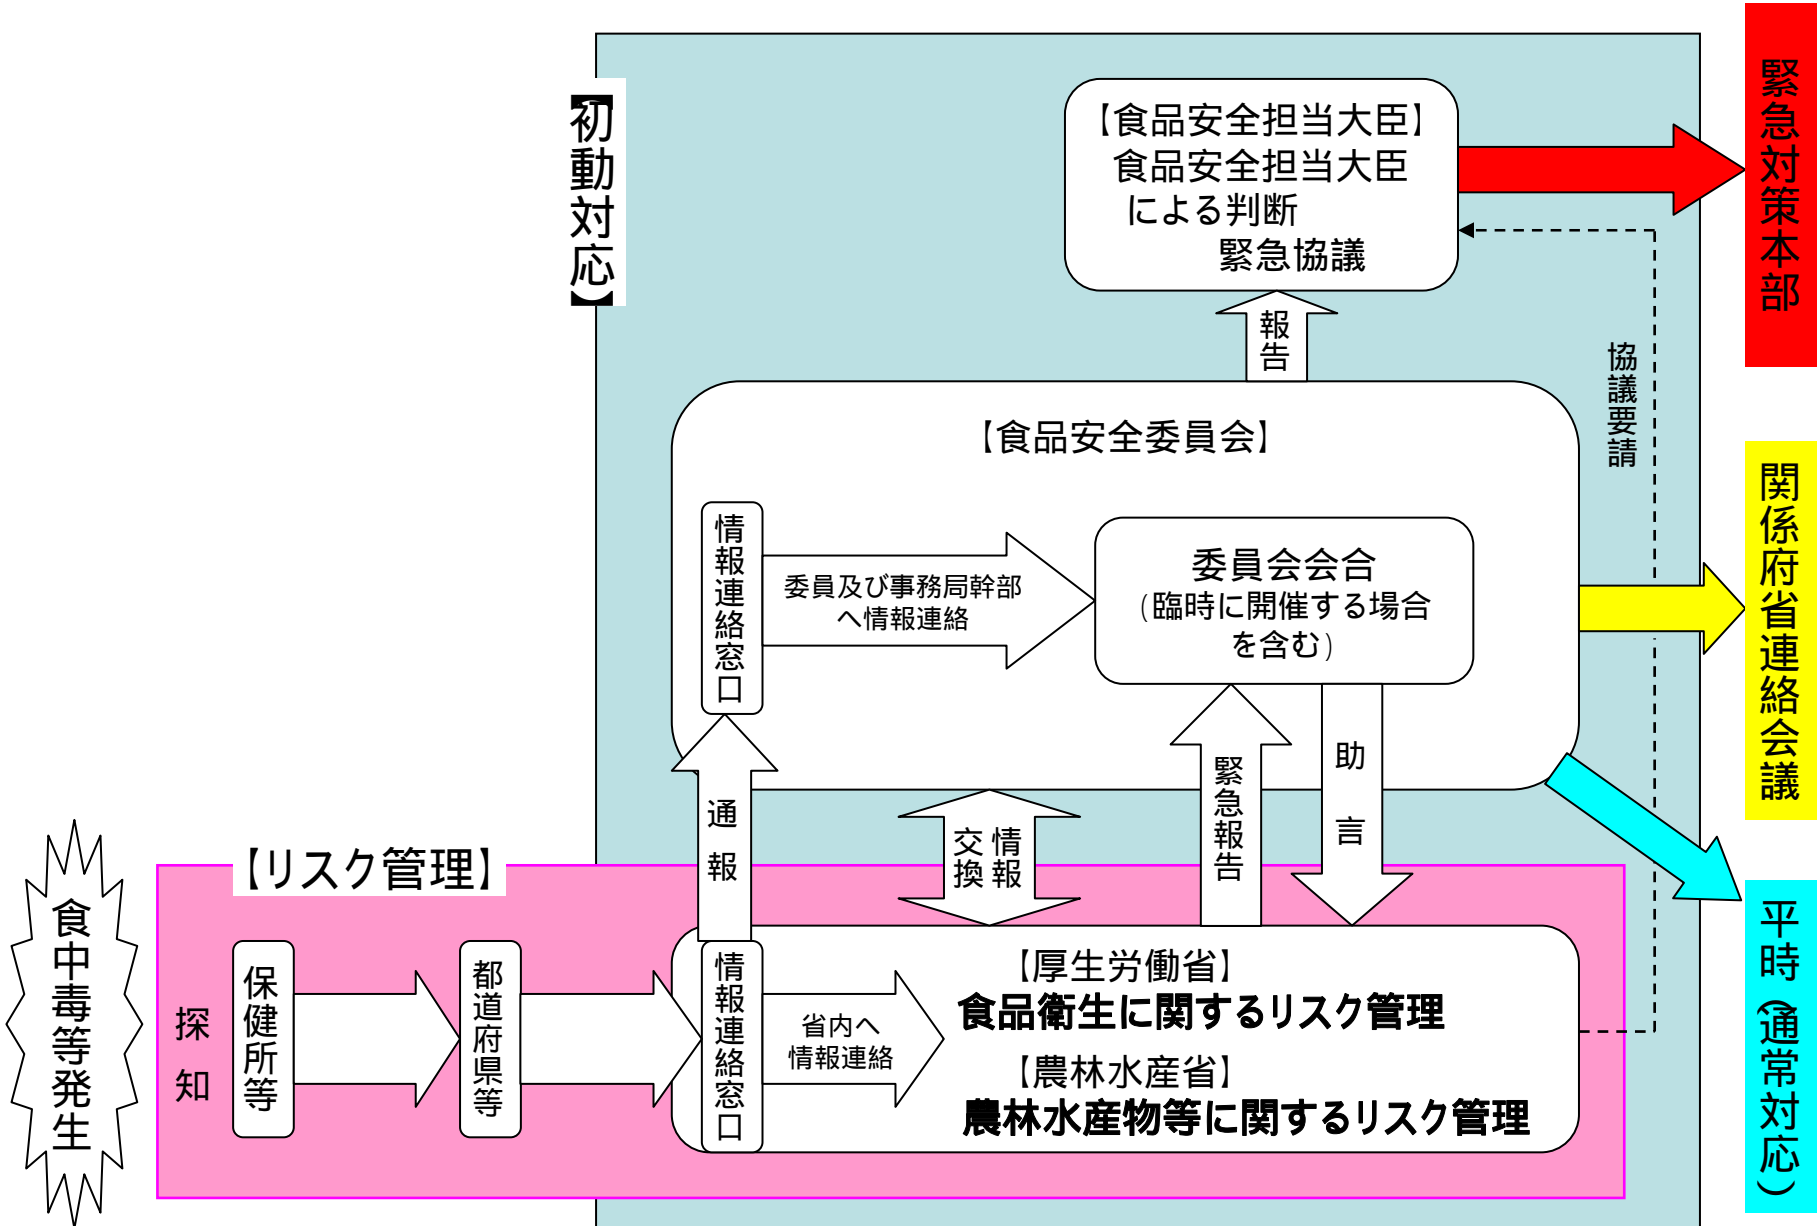 【初動対応】
【食品安全担当大臣】
食品安全担当大臣
による判断
緊急協議
緊急対策本部
報告
協議要請
【食品安全委員会】
情報連絡窓口
委員及び事務局幹部
へ情報連絡
委員会会合
(臨時に開催する場合
を含む)
関係府省連絡会議
通報
情報
交換
緊急報告
助言
【リスク管理】
食中毒等発生
探知
保健所等
都道府県等
情報連絡窓口
省内へ
情報連絡
【厚生労働省】
食品衛生に関するリスク管理
【農林水産省】
農林水産物等に関するリスク管理
平時(通常対応)